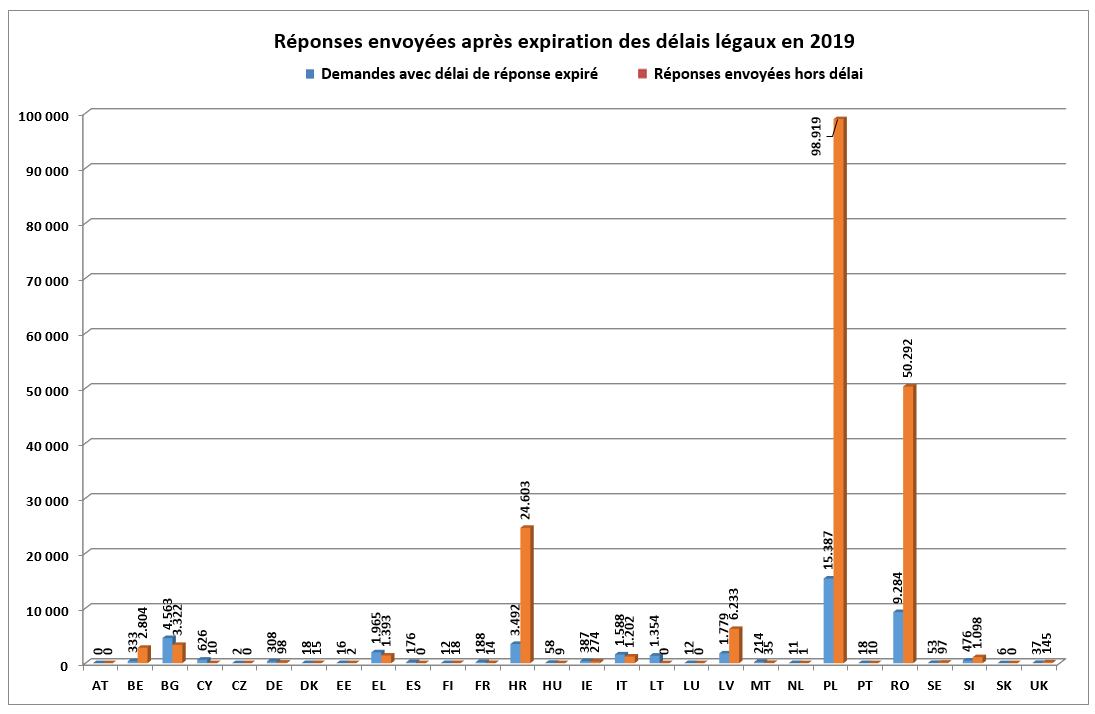 Réponses envoyées après expiration des délais légaux en 2019
Demandes avec délai de réponse expiré Réponses envoyées hors délai
100 000
90 000
80 000
70 000
60 000
50 000
40 000
30 000
20 000
10 000
0
0 0 333 2.804 4.563 3.322 626 10 2 0 308 98 18 15 16 2 1.965 1.393 176 0 12 18 188 14 3.492 24.603 58 9 387 274 1.588 1.202 1.354 0 12 0 1.779 6.233 214 35 11 1 15.387 98.919 18 10 9.284 50.292 53 97 476 1.098 6 0 37 145
AT BE BG CY CZ DE DK EE EL ES FI FR HR HU IE IT LT LU LV MT NL PL PT RO SE SI SK UK